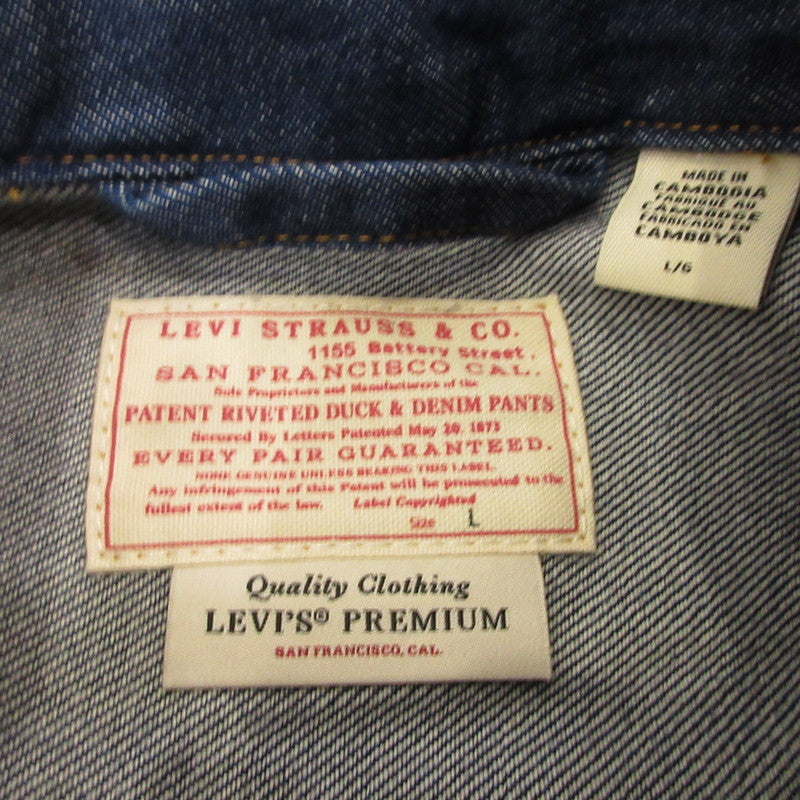 MADE IN
CAMBODIA
FABRIQUE AU
CAMBODGE
FABRICADO EN
CAMBOYA
L/G
LEVI STRAUSS & CO.
1155 Battery Street.
SAN FRANCISCO CAL.
Sole Proprietors and Manufacturers of the
PATENT RIVETED DUCK & DENIM PANTS
Secured By Letters Patented May 20, 1873
EVERY PAIR GUARANTEED.
NONE GENUINE UNLESS BEARING THIS LABEL.
Any infringement of this Patent will be prosecuted to the
fullest extent of the law. Label Copyrighted
Size L
Quality Clothing
LEVI'S® PREMIUM
SAN FRANCISCO, CAL.